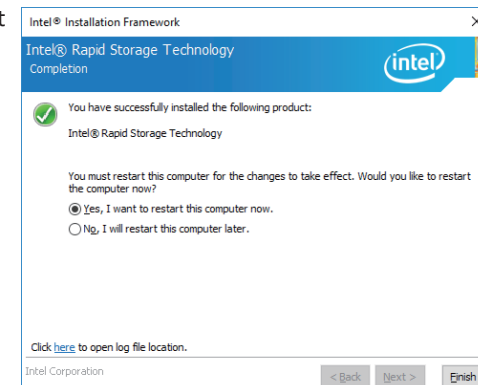 t
Intel® Installation Framework
Intel® Rapid Storage Technology
Completion
intel
You have successfully installed the following product:
Intel® Rapid Storage Technology
You must restart this computer for the changes to take effect. Would you like to restart
the computer now?
Yes, I want to restart this computer now.
No, I will restart this computer later.
Click here to open log file location.
Intel Corporation
< Back Next > Finish